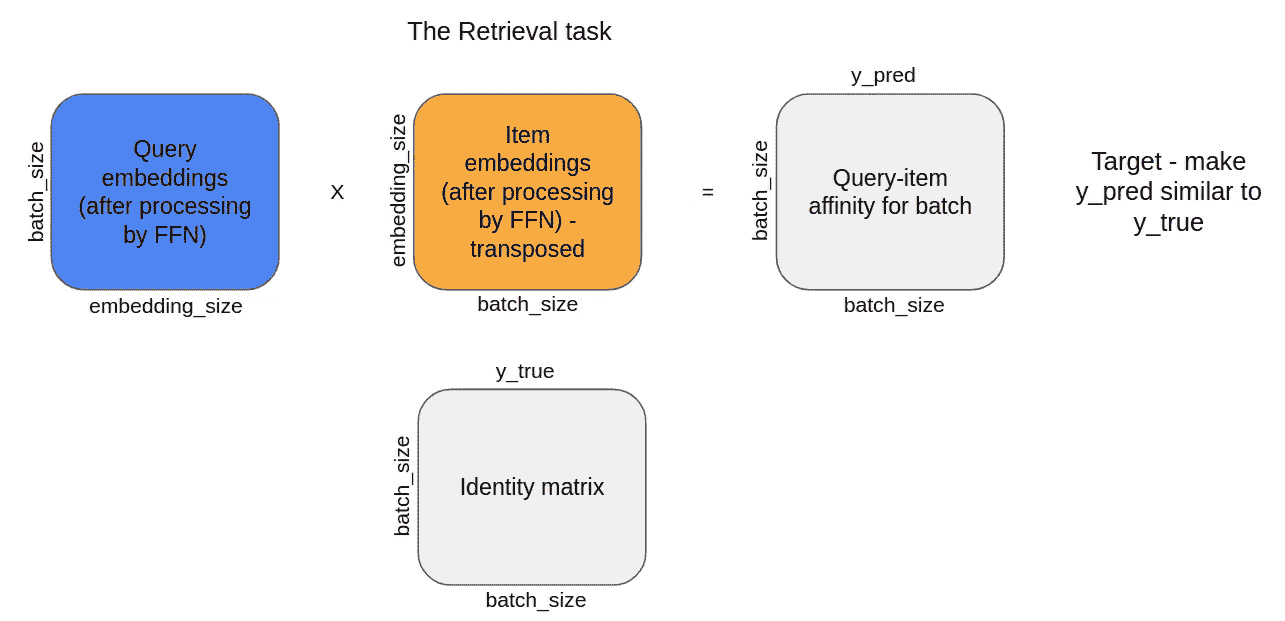 The Retrieval task
batch_size
Query
embeddings
(after processing
by FFN)
embedding_size
X
embedding_size
Item
embeddings
(after processing
by FFN) -
transposed
batch_size
=
y_pred
batch_size
Query-item
affinity for batch
batch_size
Target - make
y_pred similar to
y_true
y_true
batch_size
Identity matrix
batch_size